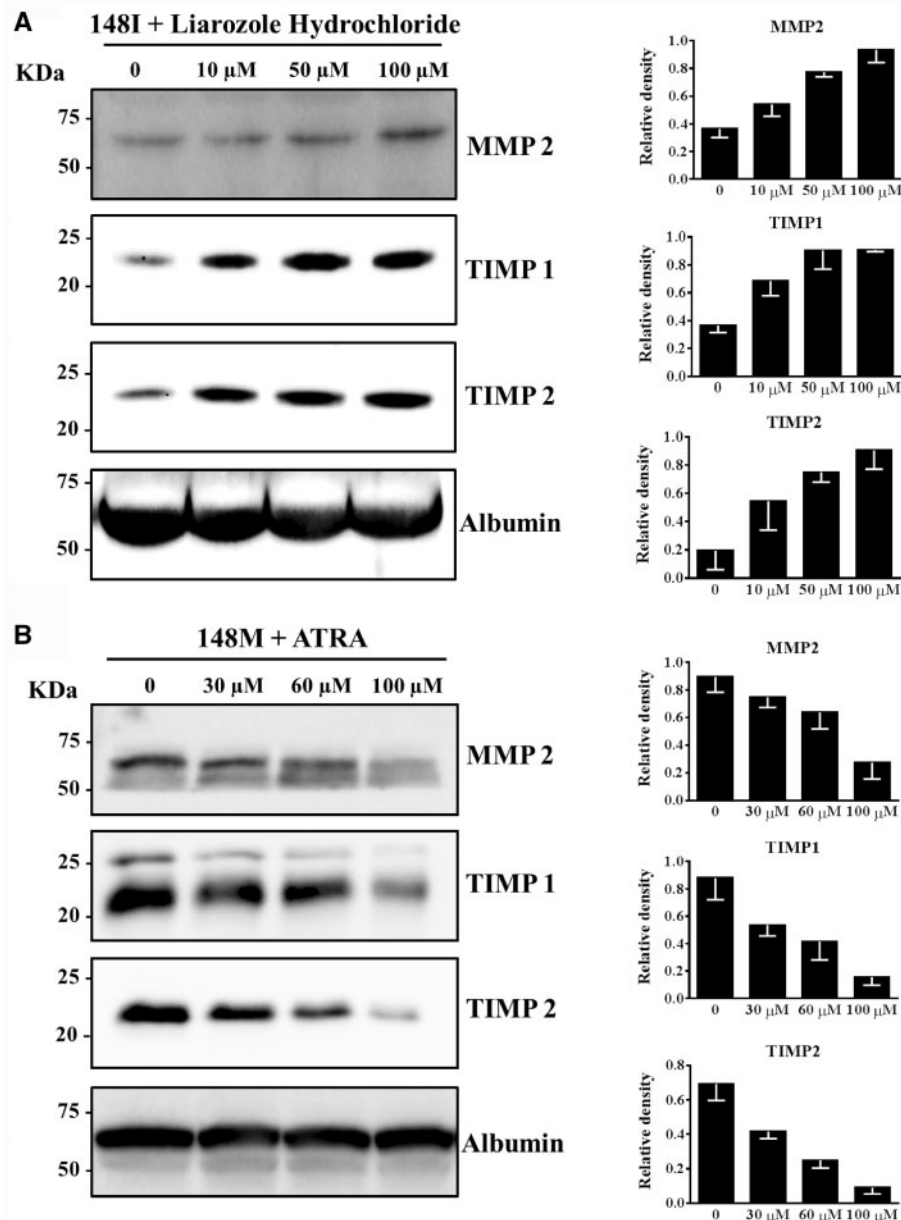 A
148I + Liarozole Hydrochloride
KDa
0 10 µM 50 µM 100 µM
75
50
MMP 2
25
20
TIMP 1
25
20
TIMP 2
75
50
Albumin
MMP2
Relative density
1.0
0.8
0.6
0.4
0.2
0.0
0 10 µM 50 µM 100 µM
TIMP1
Relative density
1.0
0.8
0.6
0.4
0.2
0.0
0 10 µM 50 µM 100 µM
TIMP2
Relative density
1.0
0.8
0.6
0.4
0.2
0.0
0 10 µM 50 µM 100 µM
B
148M + ATRA
KDa
0 30 µM 60 µM 100 µM
75
50
MMP 2
25
20
TIMP 1
25
20
TIMP 2
75
50
Albumin
MMP2
Relative density
1.0
0.8
0.6
0.4
0.2
0.0
0 30 µM 60 µM 100 µM
TIMP1
Relative density
1.0
0.8
0.6
0.4
0.2
0.0
0 30 µM 60 µM 100 µM
TIMP2
Relative density
0.8
0.6
0.4
0.2
0.0
0 30 µM 60 µM 100 µM